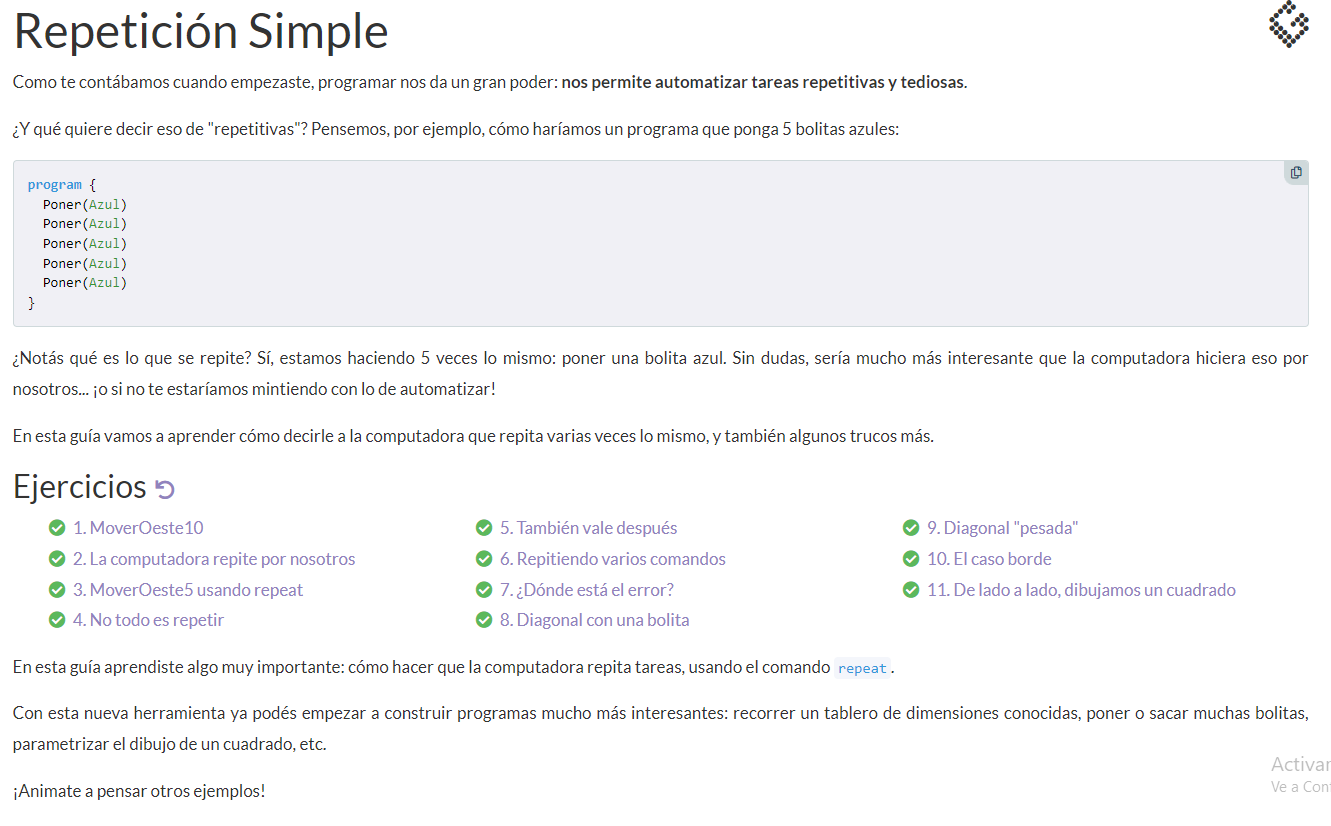 Repetición Simple
Como te contábamos cuando empezaste, programar nos da un gran poder: nos permite automatizar tareas repetitivas y tediosas.
¿Y qué quiere decir eso de "repetitivas"? Pensemos, por ejemplo, cómo haríamos un programa que ponga 5 bolitas azules:
program {
  Poner(Azul)
  Poner(Azul)
  Poner(Azul)
  Poner(Azul)
  Poner(Azul)
}
¿Notás qué es lo que se repite? Sí, estamos haciendo 5 veces lo mismo: poner una bolita azul. Sin dudas, sería mucho más interesante que la computadora hiciera eso por
nosotros... ¡o si no te estaríamos mintiendo con lo de automatizar!
En esta guía vamos a aprender cómo decirle a la computadora que repita varias veces lo mismo, y también algunos trucos más.
Ejercicios
1. MoverOeste10
2. La computadora repite por nosotros
3. MoverOeste5 usando repeat
4. No todo es repetir
5. También vale después
6. Repitiendo varios comandos
7. ¿Dónde está el error?
8. Diagonal con una bolita
9. Diagonal "pesada"
10. El caso borde
11. De lado a lado, dibujamos un cuadrado
En esta guía aprendiste algo muy importante: cómo hacer que la computadora repita tareas, usando el comando repeat.
Con esta nueva herramienta ya podés empezar a construir programas mucho más interesantes: recorrer un tablero de dimensiones conocidas, poner o sacar muchas bolitas,
parametrizar el dibujo de un cuadrado, etc.
¡Animate a pensar otros ejemplos!
Activar
Ve a Conf